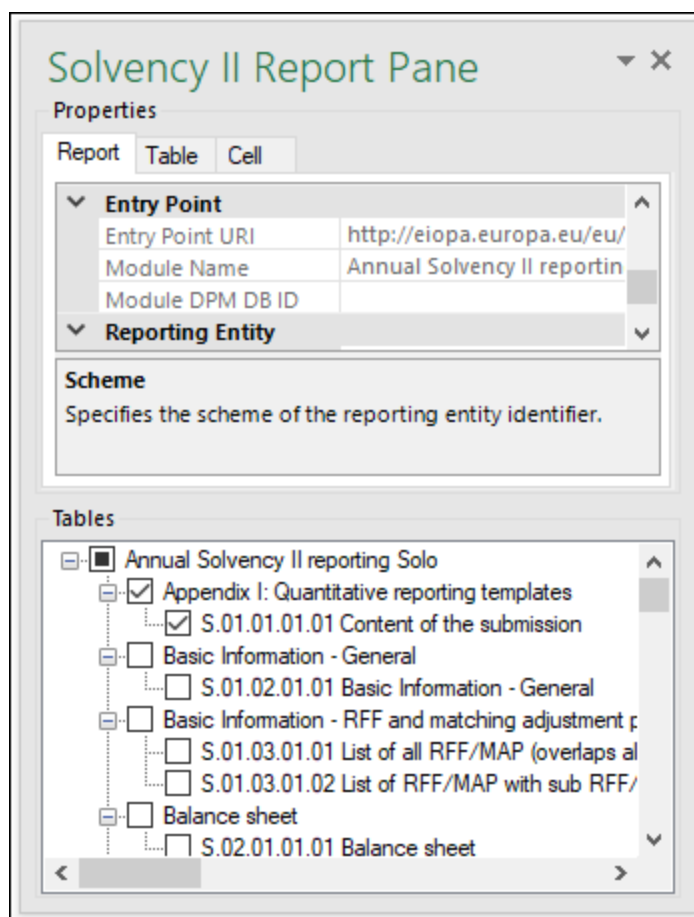 Solvency II Report Pane
Properties
Report Table Cell
Entry Point
Entry Point URI http://eiopa.europa.eu/eu/
Module Name Annual Solvency II reportin
Module DPM DB ID
Reporting Entity
Scheme
Specifies the scheme of the reporting entity identifier.
Tables
Annual Solvency II reporting Solo
Appendix I: Quantitative reporting templates
S.01.01.01.01 Content of the submission
Basic Information - General
S.01.02.01.01 Basic Information - General
Basic Information - RFF and matching adjustment p
S.01.03.01.01 List of all RFF/MAP (overlaps al
S.01.03.01.02 List of RFF/MAP with sub RFF/
Balance sheet
S.02.01.01.01 Balance sheet